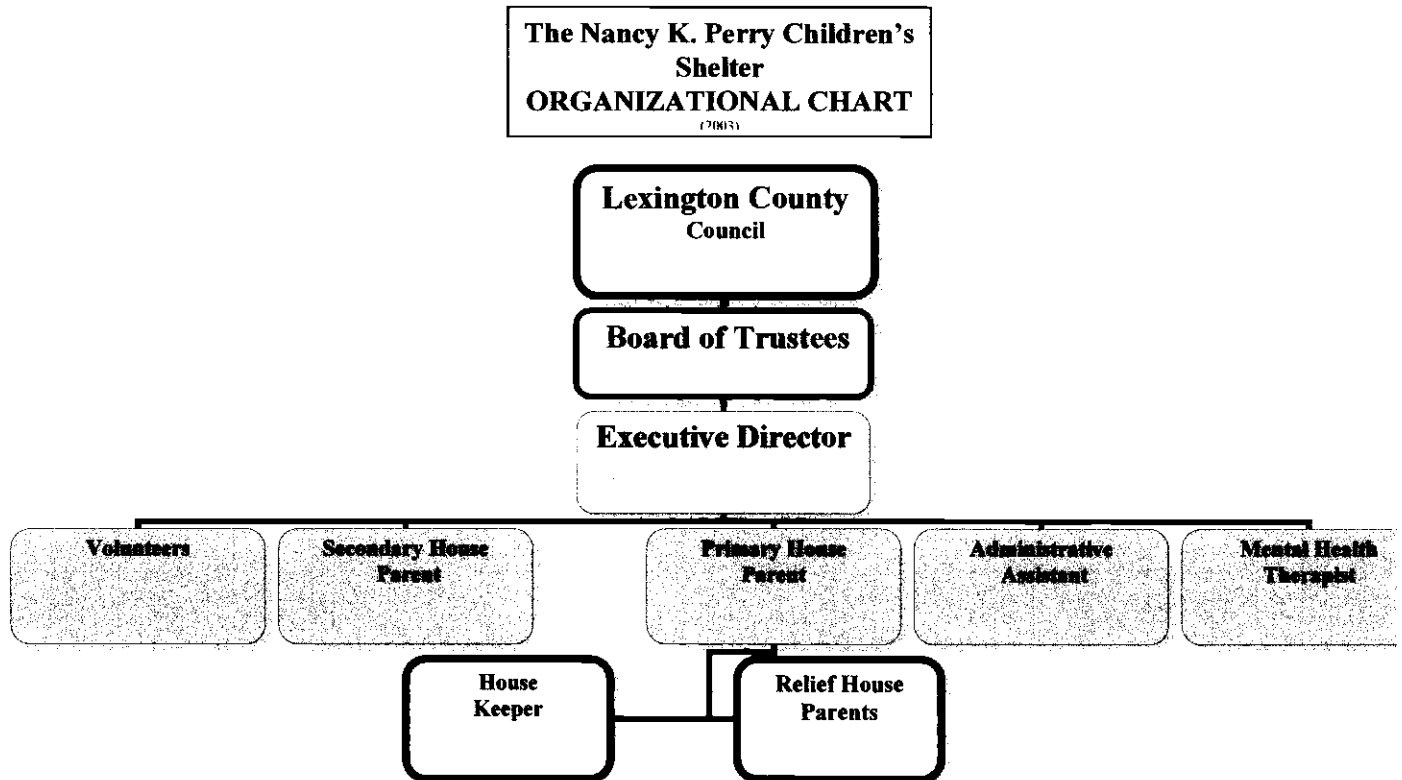 The Nancy K. Perry Children's
Shelter
ORGANIZATIONAL CHART
(2003)
Lexington County
Council
Board of Trustees
Executive Director
Volunteers
Secondary House
Parent
Primary House
Parent
Administrative
Assistant
Mental Health
Therapist
House
Keeper
Relief House
Parents